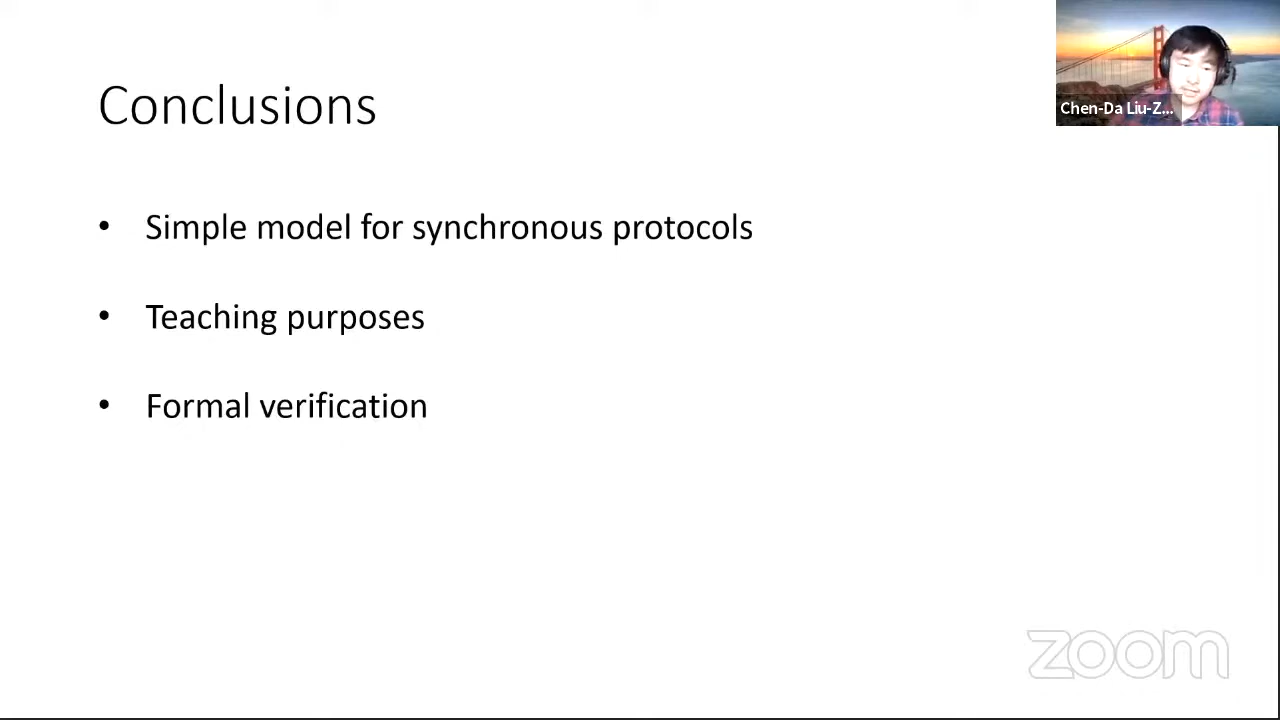 Chen-Da Liu-Z...
Conclusions
• Simple model for synchronous protocols
• Teaching purposes
• Formal verification
zoom